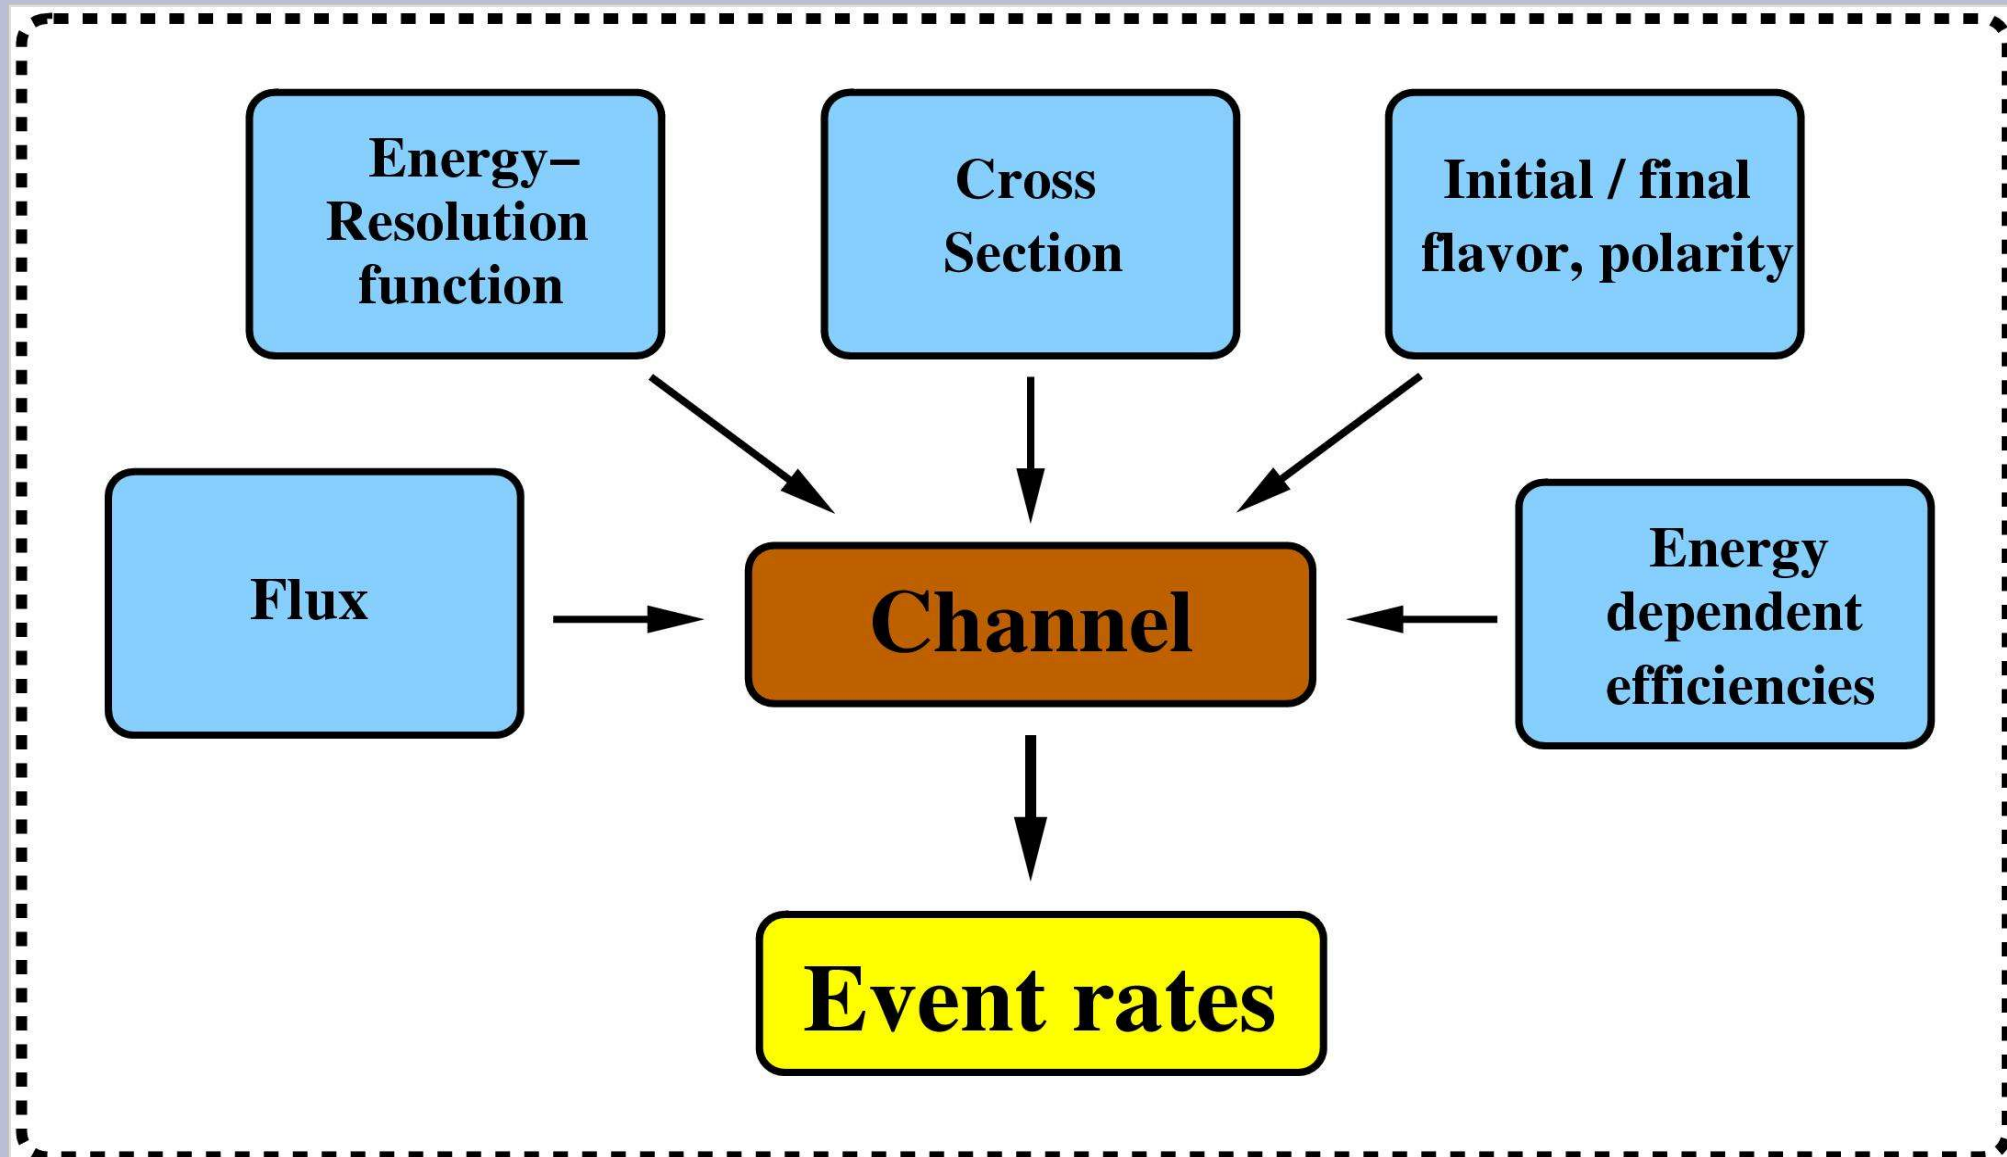 Energy–
Resolution
function
Cross
Section
Initial / final
flavor, polarity
Flux
Channel
Energy
dependent
efficiencies
Event rates